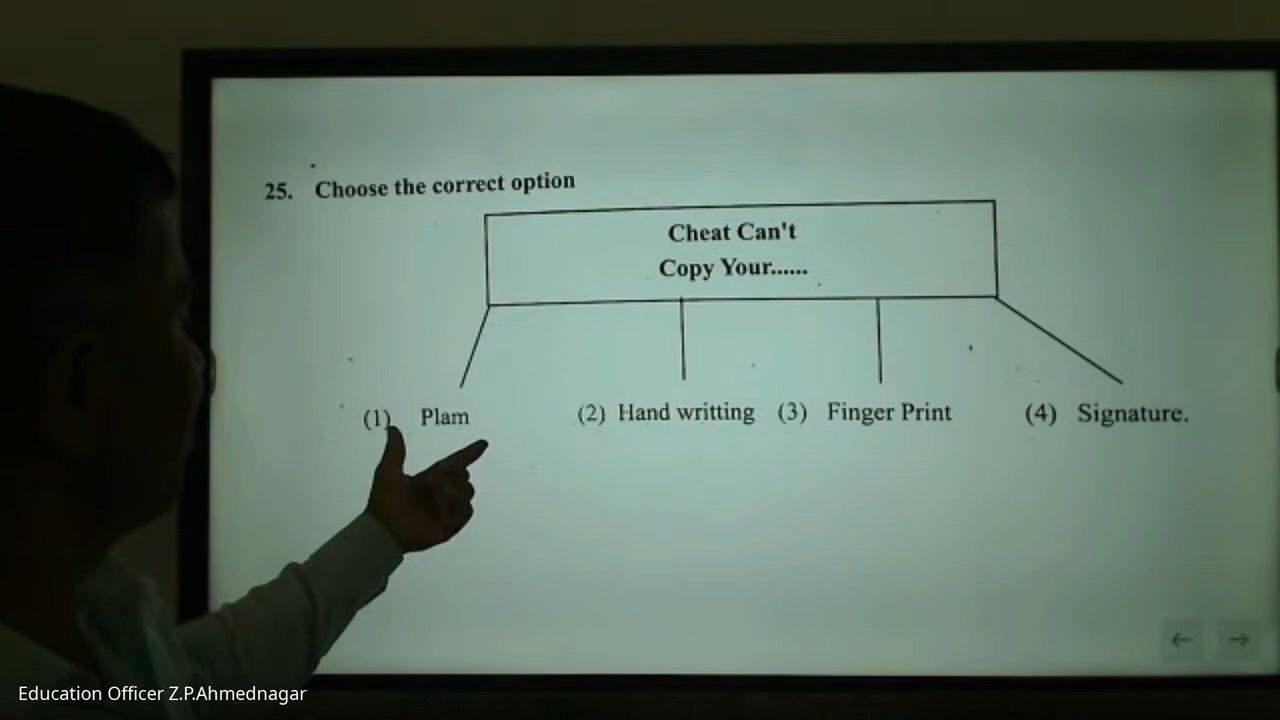 25. Choose the correct option
Cheat Can't
Copy Your......
(1) Plam (2) Hand writting (3) Finger Print (4) Signature.
← →
Education Officer Z.P.Ahmednagar